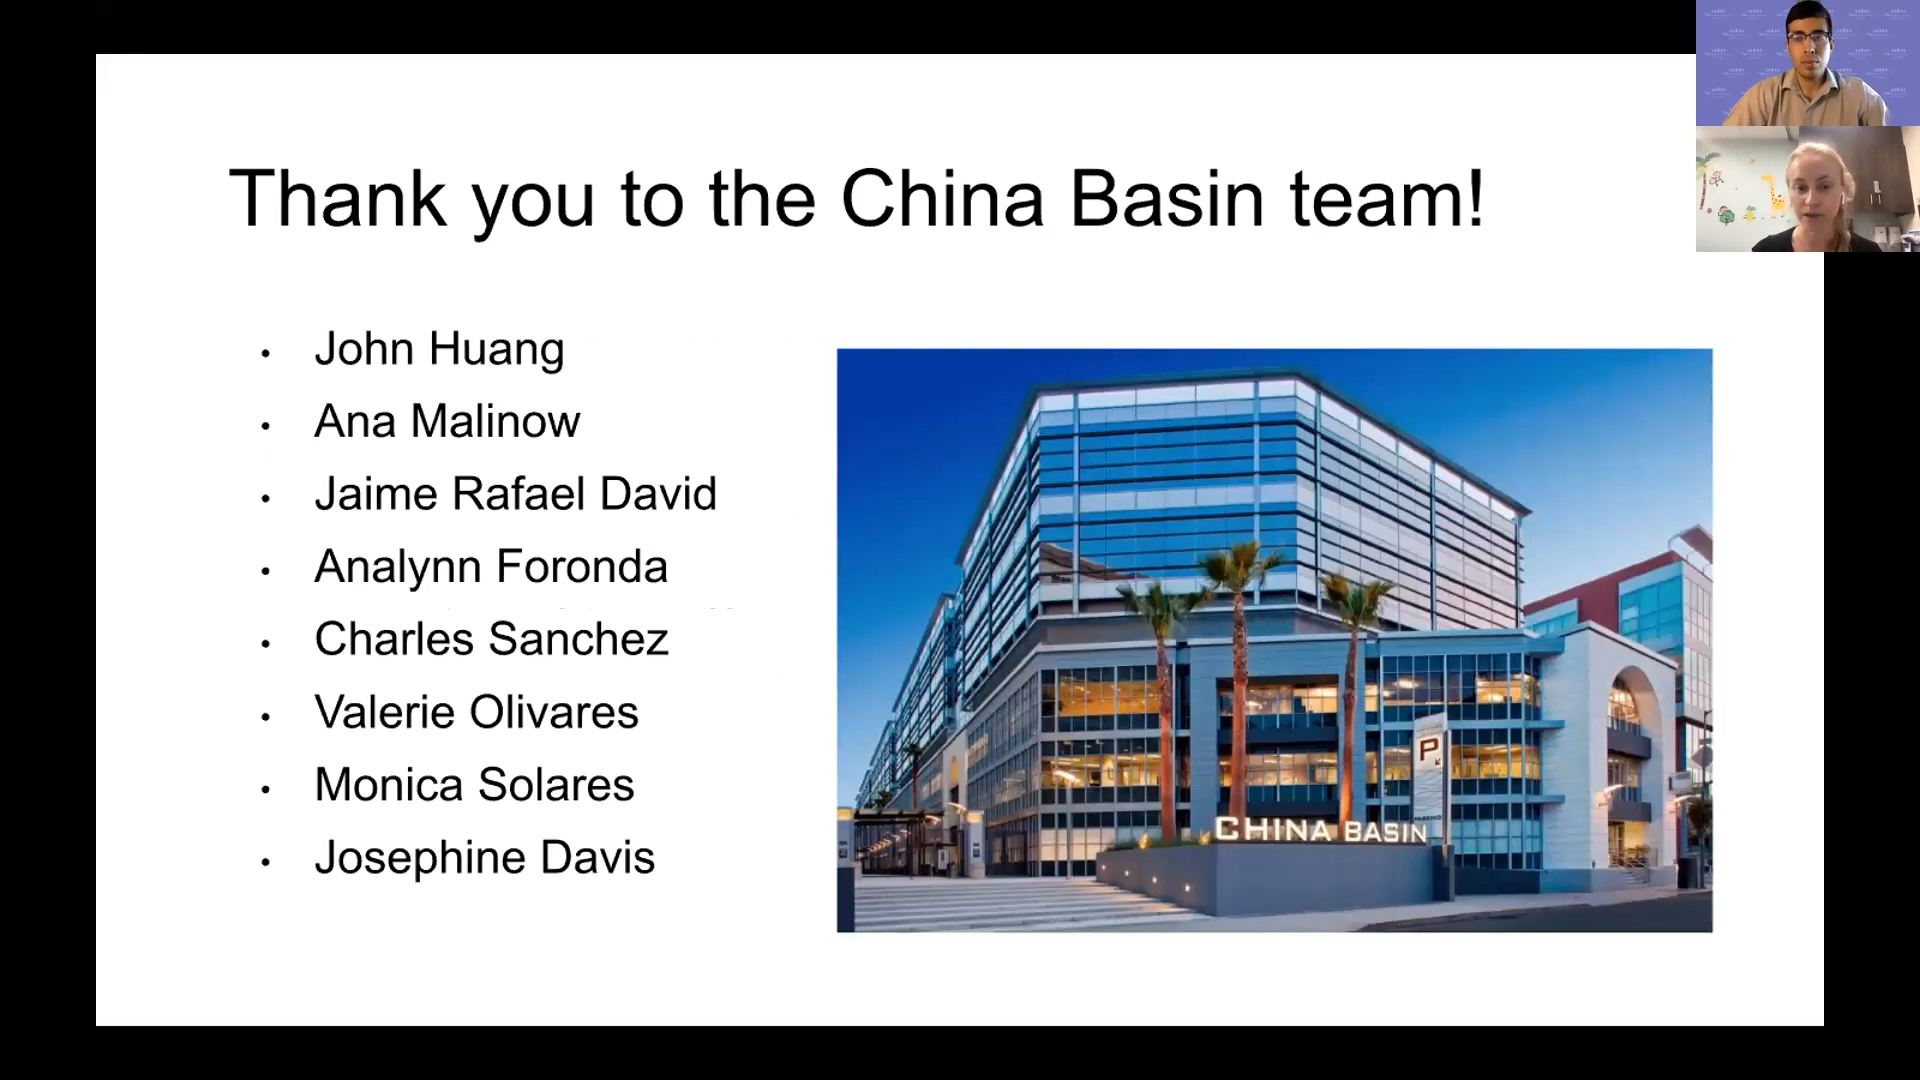 Thank you to the China Basin team!
• John Huang
• Ana Malinow
• Jaime Rafael David
• Analynn Foronda
• Charles Sanchez
• Valerie Olivares
• Monica Solares
• Josephine Davis
P
CHINA BASIN